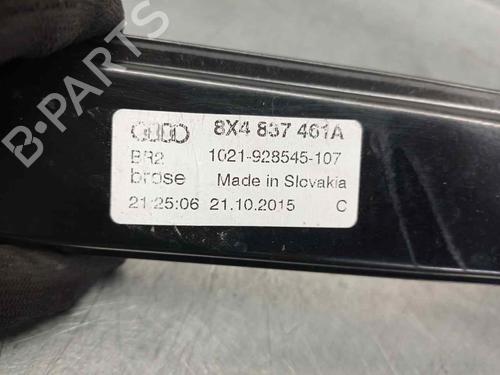 8X4 837 461A
BR2 1021-928545-107
brose Made in Slovakia
21:25:06 21.10.2015 C
B-PARTS